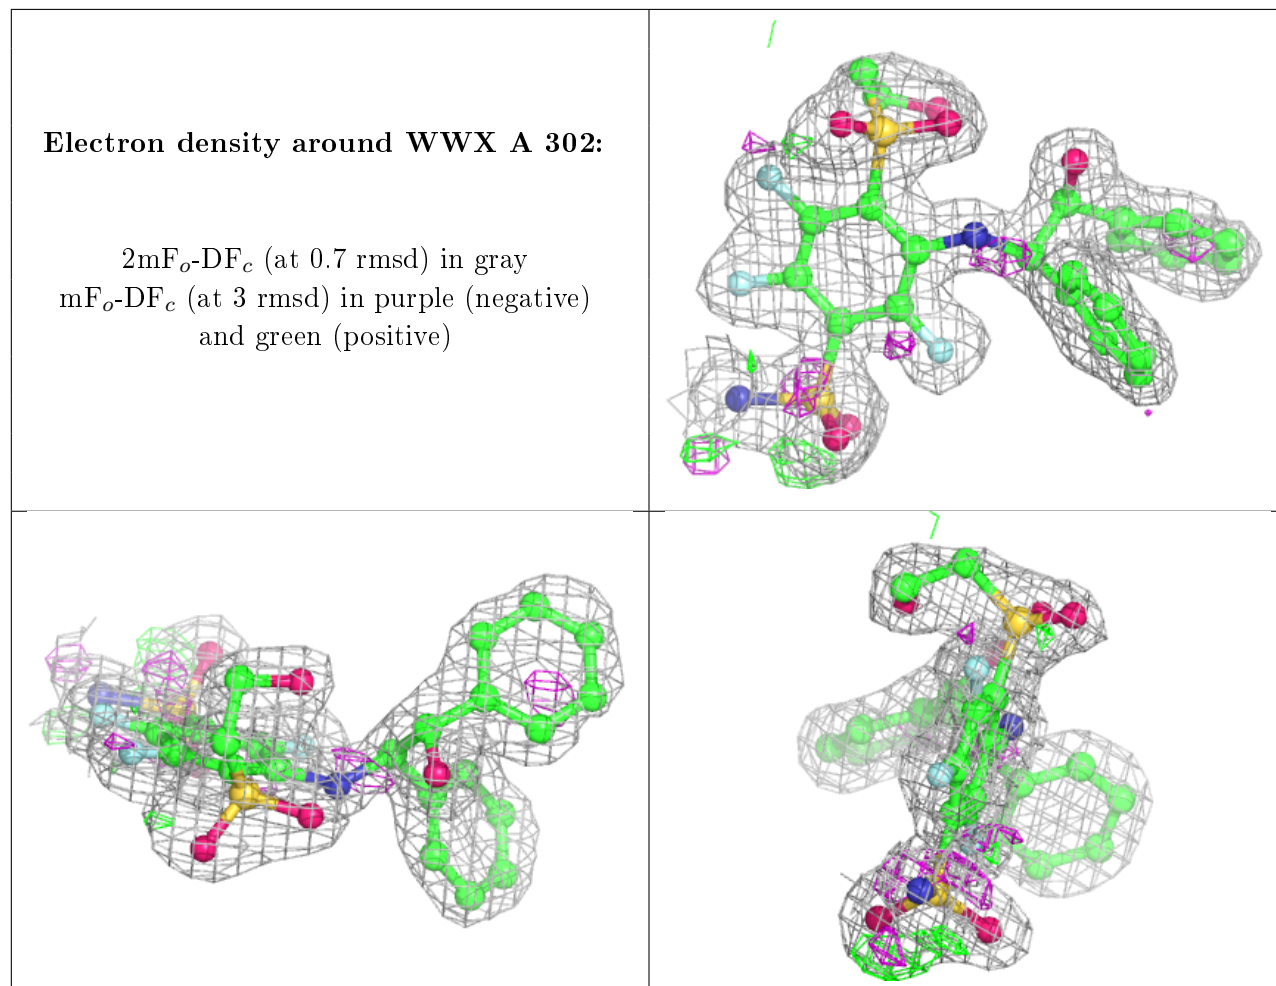 Electron density around WWX A 302:
2mFo-DFc (at 0.7 rmsd) in gray
mFo-DFc (at 3 rmsd) in purple (negative)
and green (positive)